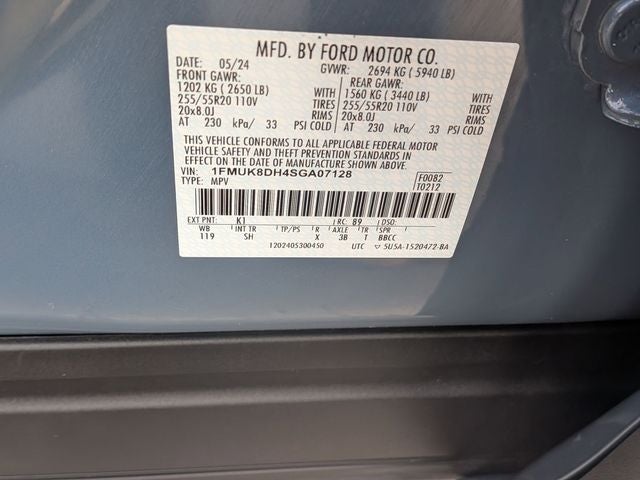 MFD. BY FORD MOTOR CO.
DATE: 05/24 GVWR: 2694 KG ( 5940 LB)
FRONT GAWR: REAR GAWR:
1202 KG ( 2650 LB) WITH 1560 KG ( 3440 LB) WITH
255/55R20 110V TIRES 255/55R20 110V TIRES
20x8.0J RIMS 20x8.0J RIMS
AT 230 kPa/ 33 PSI COLD AT 230 kPa/ 33 PSI COLD
THIS VEHICLE CONFORMS TO ALL APPLICABLE FEDERAL MOTOR
VEHICLE SAFETY AND THEFT PREVENTION STANDARDS IN
EFFECT ON THE DATE OF MANUFACTURE SHOWN ABOVE.
VIN: 1FMUK8DH4SGA07128 F0082
TYPE: MPV T0212
EXT PNT: K1 RC: 89 DSO:
WB INT TR TP/PS R AXLE TR SPR
119 SH X 3B T BBCC
1202405300450 UTC ▽ 5U5A-1520472-BA